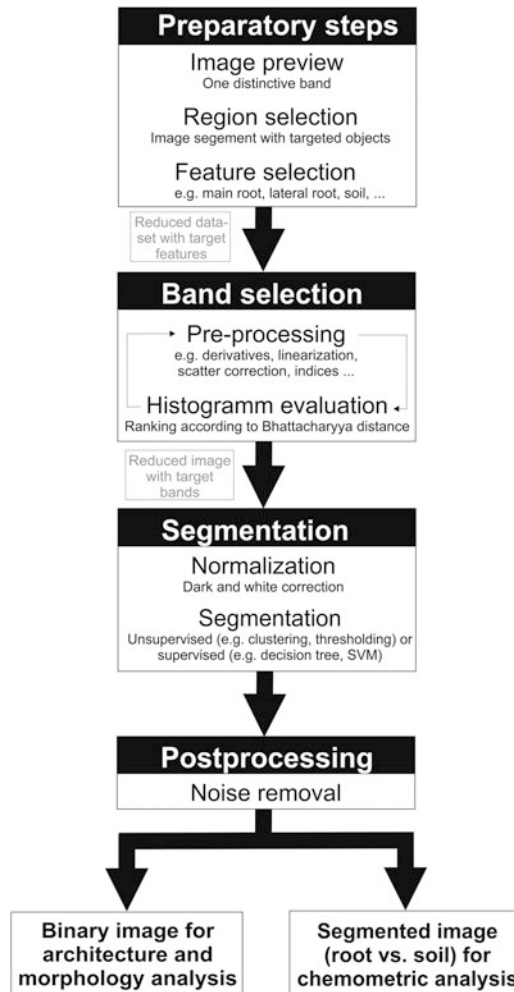 Preparatory steps
Image preview
One distinctive band
Region selection
Image segement with targeted objects
Feature selection
e.g. main root, lateral root, soil, ...
Reduced data-
set with target
features
Band selection
Pre-processing
e.g. derivatives, linearization,
scatter correction, indices ...
Histogramm evaluation
Ranking according to Bhattacharyya distance
Reduced image
with target
bands
Segmentation
Normalization
Dark and white correction
Segmentation
Unsupervised (e.g. clustering, thresholding) or
supervised (e.g. decision tree, SVM)
Postprocessing
Noise removal
Binary image for
architecture and
morphology analysis
Segmented image
(root vs. soil) for
chemometric analysis